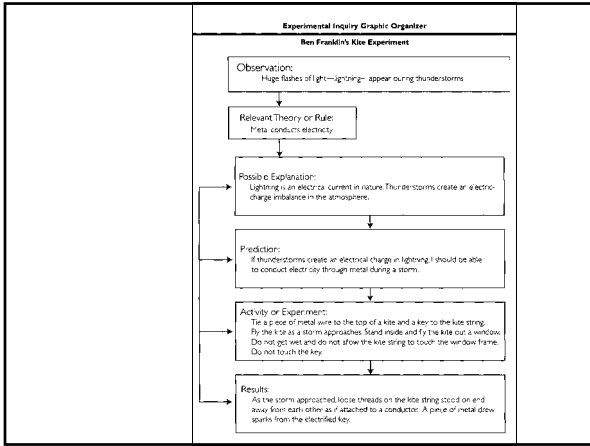 Experimental Inquiry Graphic Organizer
Ben Franklin's Kite Experiment
Observation:
Huge flashes of light—lightning—appear during thunderstorms
Relevant Theory or Rule:
Metal conducts electricity
Possible Explanation:
Lightning is an electrical current in nature. Thunderstorms create an electric-
charge imbalance in the atmosphere.
Prediction:
If thunderstorms create an electrical charge in lightning, I should be able
to conduct electricity through metal during a storm.
Activity or Experiment:
Tie a piece of metal wire to the top of a kite and a key to the kite string.
Fly the kite as a storm approaches. Stand inside and fly the kite out a window.
Do not get wet and do not allow the kite string to touch the window frame.
Do not touch the key.
Results:
As the storm approached, loose threads on the kite string stood on end
away from each other as if attached to a conductor. A piece of metal drew
sparks from the electrified key.